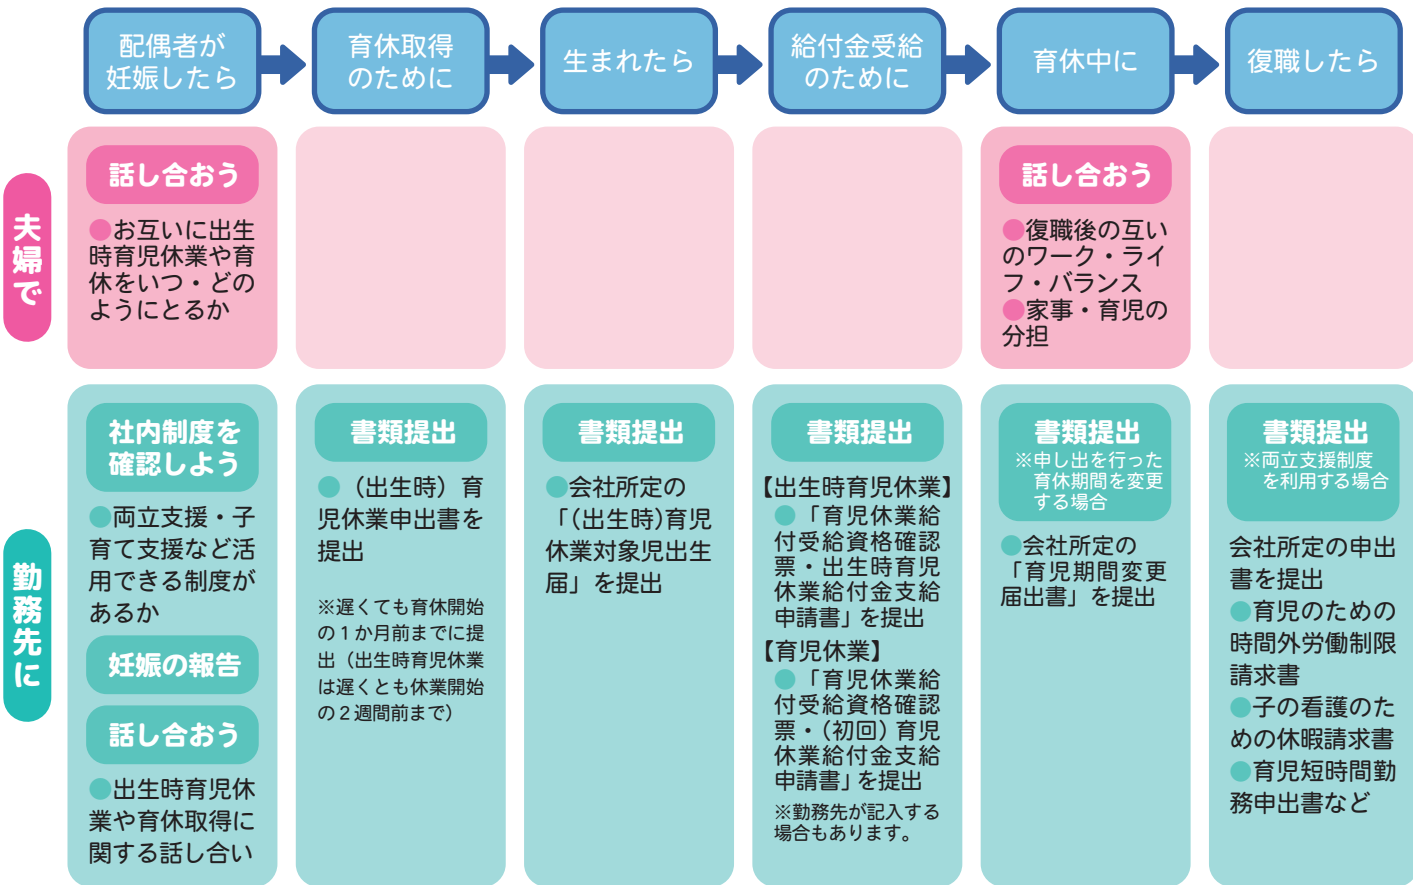 配偶者が
妊娠したら
育休取得
のために
生まれたら
給付金受給
のために
育休中に
復職したら
夫婦で
話し合おう
●お互いに出生
時育児休業や育
休をいつ・どの
ようにとるか
話し合おう
●復職後の互い
のワーク・ライ
フ・バランス
●家事・育児の
分担
勤務先に
社内制度を
確認しよう
●両立支援・子
育て支援など活
用できる制度が
あるか
妊娠の報告
話し合おう
●出生時育児休
業や育休取得に
関する話し合い
書類提出
●（出生時）育
児休業申出書を
提出
※遅くても育休開始
の１か月前までに提
出（出生時育児休業
は遅くとも休業開始
の２週間前まで）
書類提出
●会社所定の
「(出生時)育児
休業対象児出生
届」を提出
書類提出
【出生時育児休業】
●「育児休業給
付受給資格確認
票・出生時育児
休業給付金支給
申請書」を提出
【育児休業】
●「育児休業給
付受給資格確認
票・(初回)育児
休業給付金支給
申請書」を提出
※勤務先が記入する
場合もあります。
書類提出
※申し出を行った
育休期間を変更
する場合
●会社所定の
「育児期間変更
届出書」を提出
書類提出
※両立支援制度
を利用する場合
会社所定の申出
書を提出
●育児のための
時間外労働制限
請求書
●子の看護のた
めの休暇請求書
●育児短時間勤
務申出書など